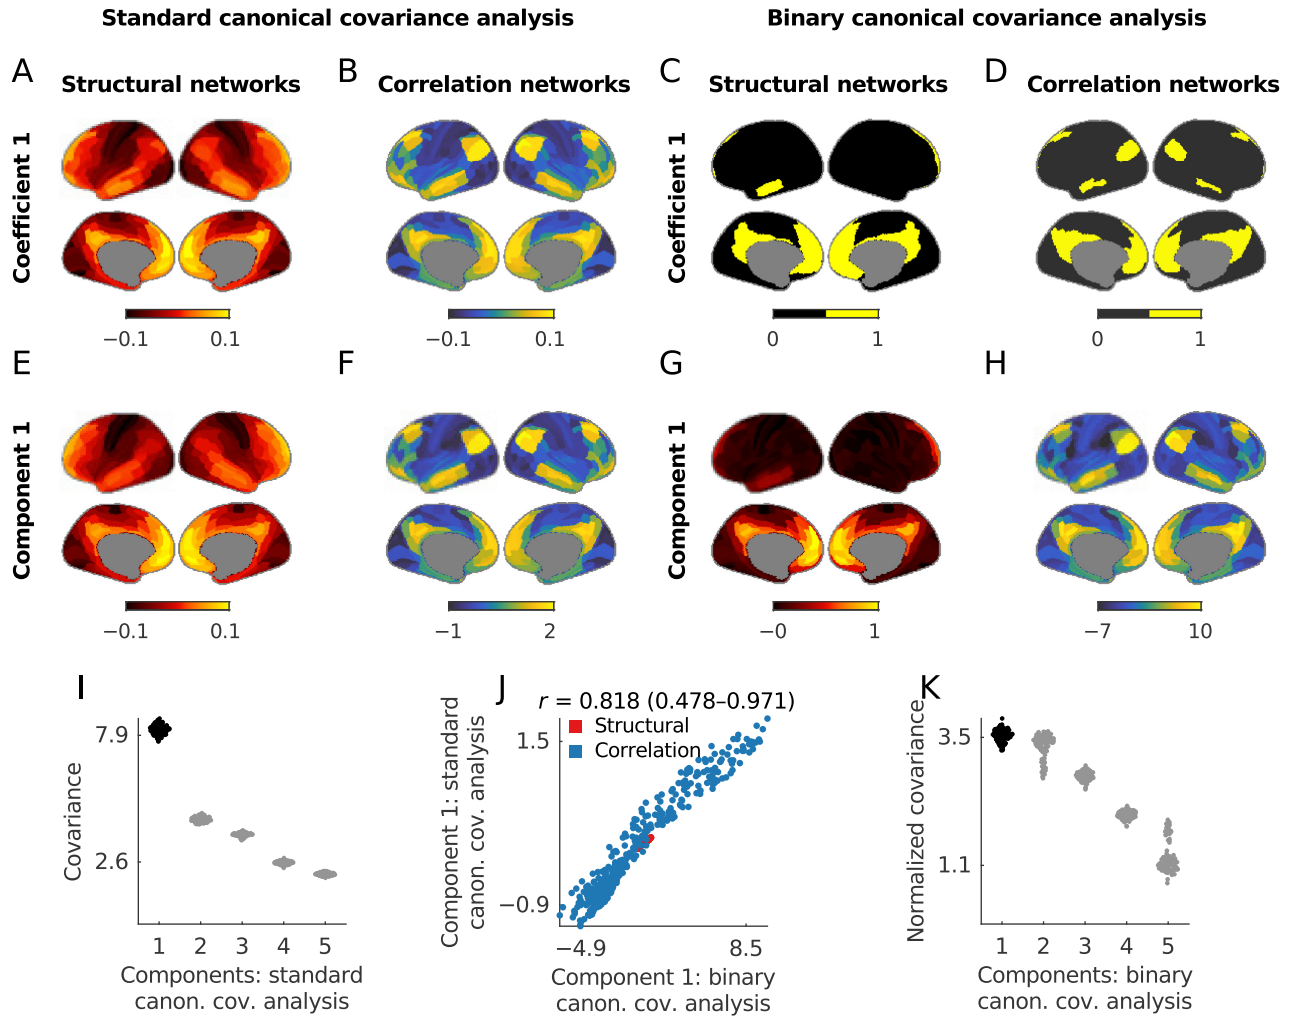 Standard canonical covariance analysis
Binary canonical covariance analysis
A
Structural networks
B
Correlation networks
C
Structural networks
D
Correlation networks
Coefficient 1
Coefficient 1
−0.1
0.1
−0.1
0.1
0
1
0
1
E
F
G
H
Component 1
Component 1
−0.1
0.1
−1
2
−0
1
−7
10
I
Covariance
7.9
2.6
1
2
3
4
5
Components: standard
canon. cov. analysis
J
r = 0.818 (0.478–0.971)
Structural
Correlation
Component 1: standard
canon. cov. analysis
1.5
−0.9
−4.9
8.5
Component 1: binary
canon. cov. analysis
K
Normalized covariance
3.5
1.1
1
2
3
4
5
Components: binary
canon. cov. analysis